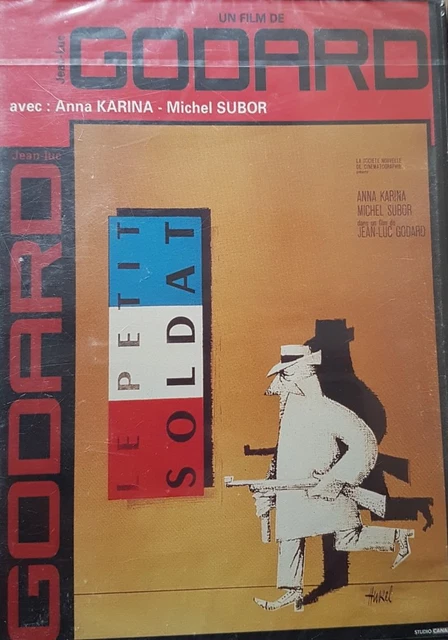 UN FILM DE
Jean-Luc
GODARD
avec : Anna KARINA - Michel SUBOR
Jean-luc
GODARD
LA SOCIETE NOUVELLE
DE CINEMATOGRAPHIE
présente
ANNA KARINA
MICHEL SUBOR
dans un film de
JEAN-LUC GODARD
LE PETIT
SOLDAT
STUDIO CANAL